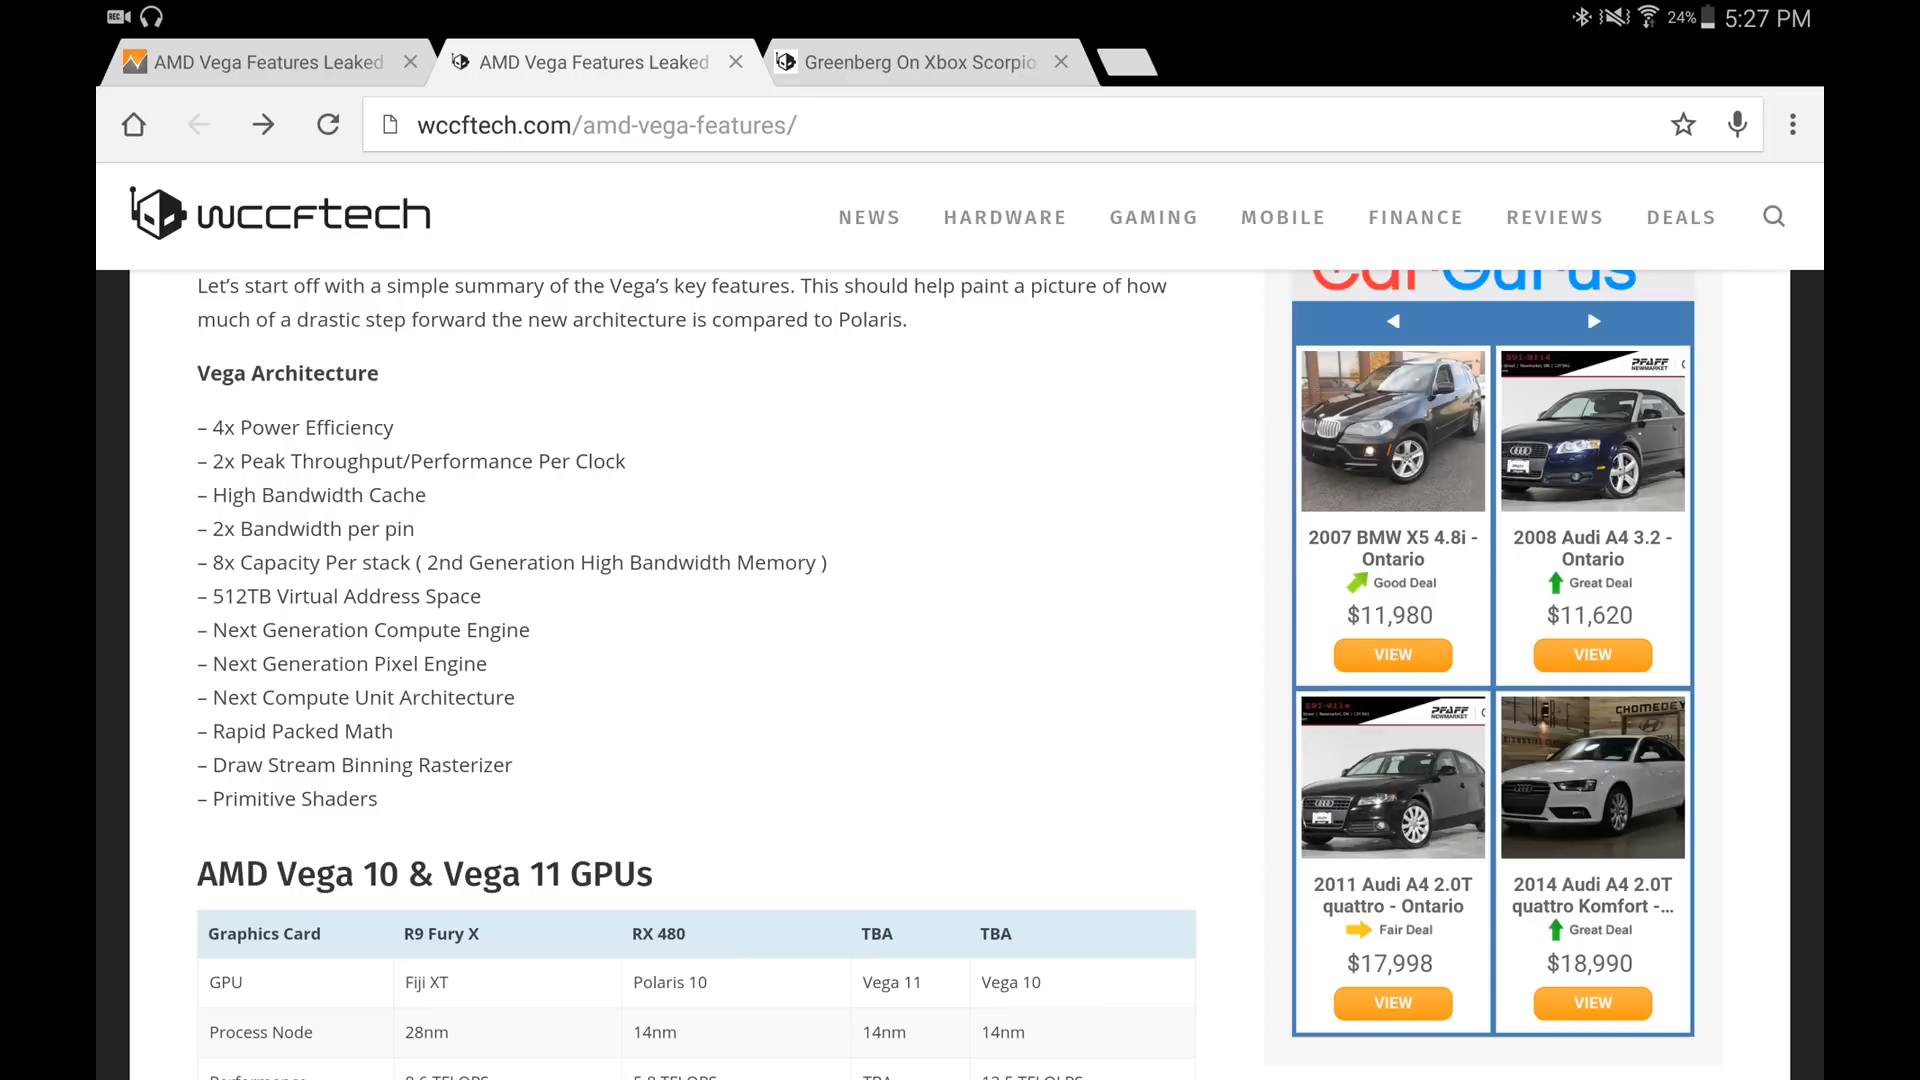 REC
24% 5:27 PM
AMD Vega Features Leaked
AMD Vega Features Leaked
Greenberg On Xbox Scorpio
wccftech.com/amd-vega-features/
wccftech
NEWS HARDWARE GAMING MOBILE FINANCE REVIEWS DEALS
Let’s start off with a simple summary of the Vega’s key features. This should help paint a picture of how
much of a drastic step forward the new architecture is compared to Polaris.
Vega Architecture
– 4x Power Efficiency
– 2x Peak Throughput/Performance Per Clock
– High Bandwidth Cache
– 2x Bandwidth per pin
– 8x Capacity Per stack ( 2nd Generation High Bandwidth Memory )
– 512TB Virtual Address Space
– Next Generation Compute Engine
– Next Generation Pixel Engine
– Next Compute Unit Architecture
– Rapid Packed Math
– Draw Stream Binning Rasterizer
– Primitive Shaders
AMD Vega 10 & Vega 11 GPUs
Graphics Card R9 Fury X RX 480 TBA TBA
GPU Fiji XT Polaris 10 Vega 11 Vega 10
Process Node 28nm 14nm 14nm 14nm
CarGurus
PFAFF
NEWMARKET
2007 BMW X5 4.8i -
Ontario
Good Deal
$11,980
VIEW
2008 Audi A4 3.2 -
Ontario
Great Deal
$11,620
VIEW
PFAFF
NEWMARKET
CHOMEDEY
2011 Audi A4 2.0T
quattro - Ontario
Fair Deal
$17,998
VIEW
2014 Audi A4 2.0T
quattro Komfort -...
Great Deal
$18,990
VIEW